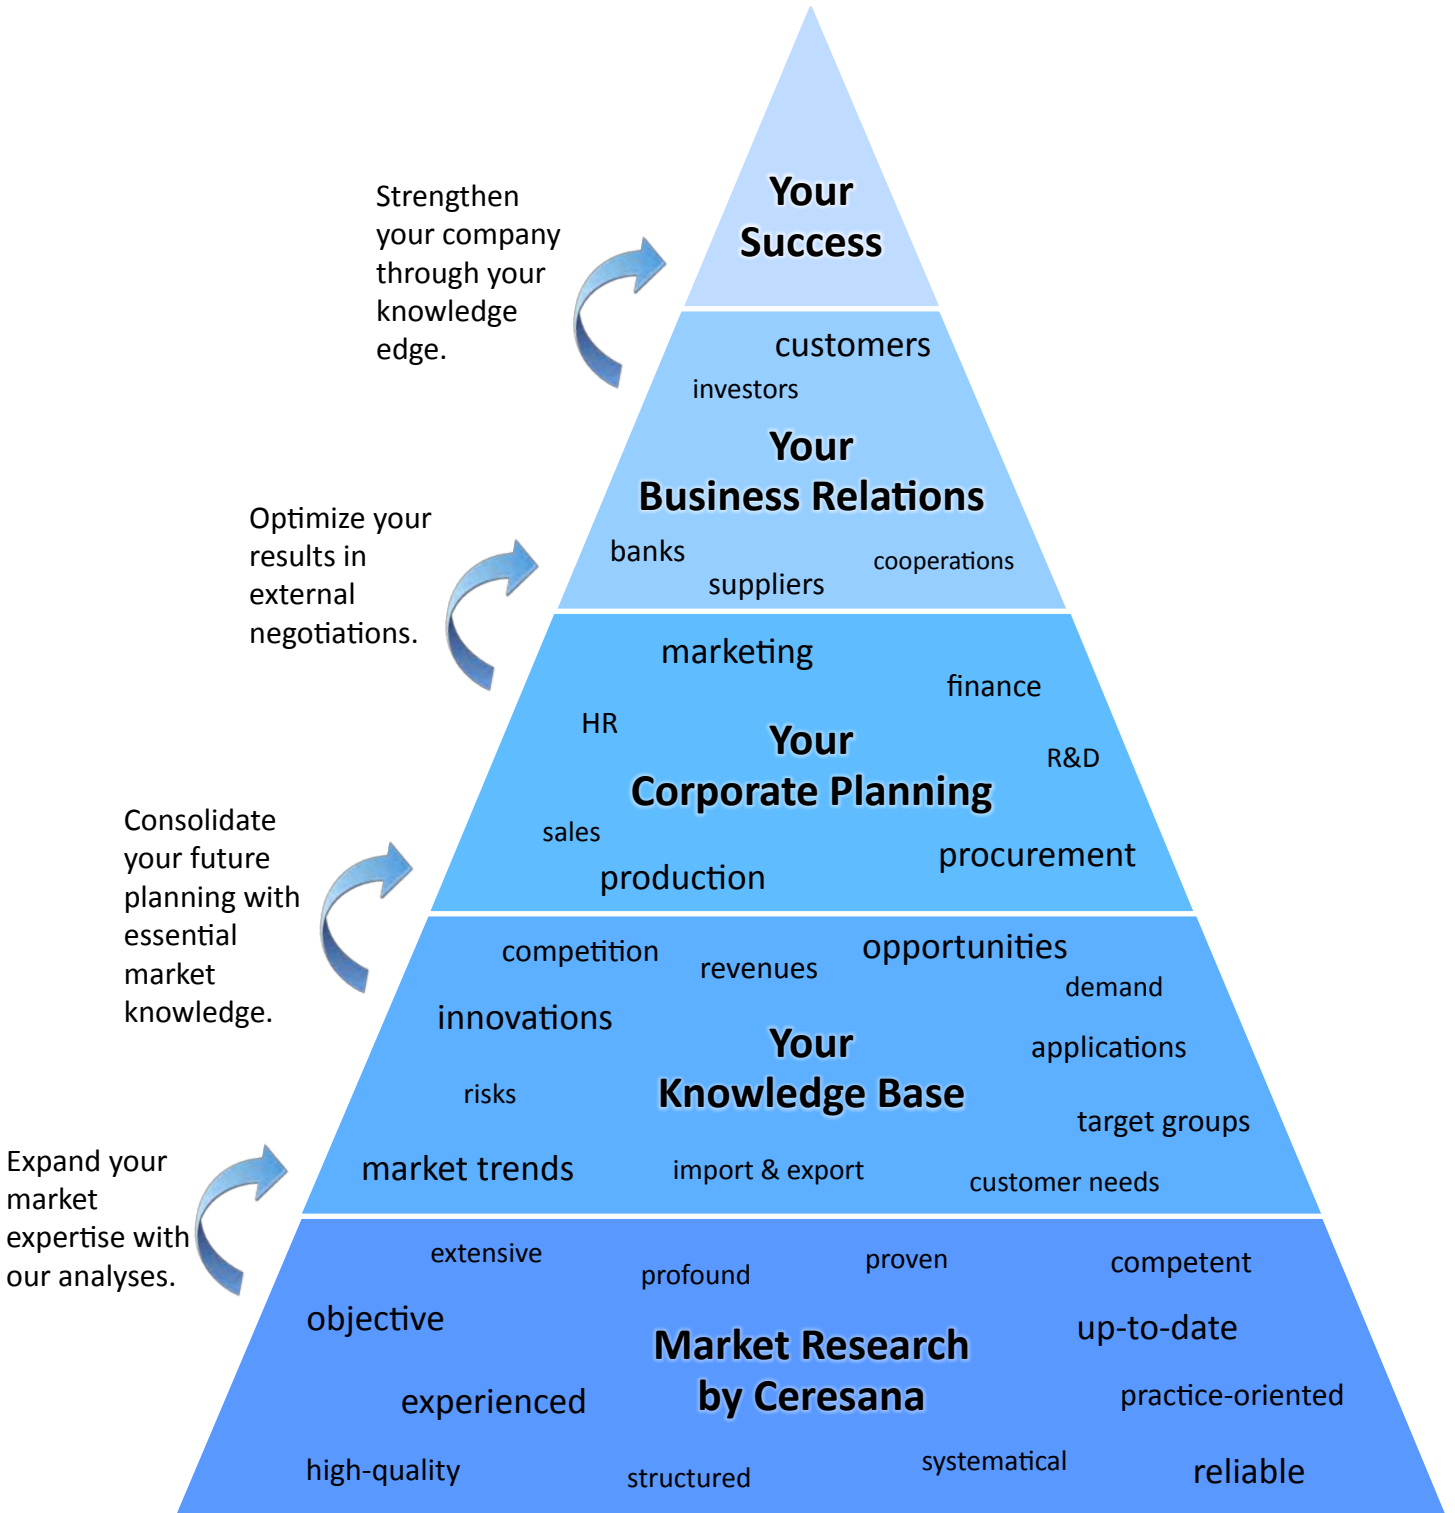 Your
Success
Strengthen
your company
through your
knowledge
edge.
customers
investors
Your
Business Relations
banks
suppliers
cooperations
Optimize your
results in
external
negotiations.
marketing
finance
HR
Your
Corporate Planning
R&D
sales
production
procurement
Consolidate
your future
planning with
essential
market
knowledge.
competition
revenues
opportunities
demand
innovations
Your
Knowledge Base
applications
risks
target groups
market trends
import & export
customer needs
Expand your
market
expertise with
our analyses.
extensive
profound
proven
competent
objective
Market Research
by Ceresana
up-to-date
experienced
practice-oriented
high-quality
structured
systematical
reliable